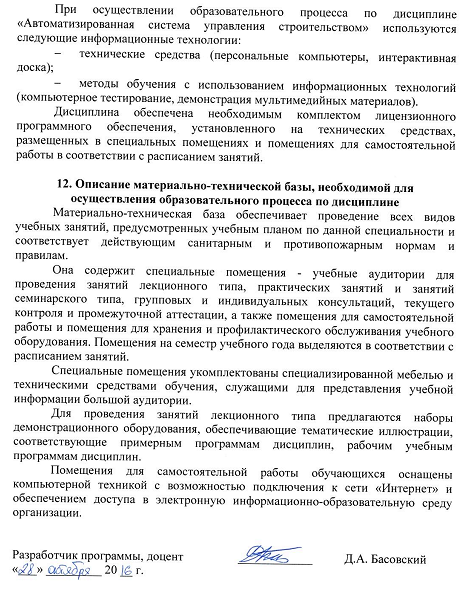 При осуществлении образовательного процесса по дисциплине
«Автоматизированная система управления строительством» используются
следующие информационные технологии:
– технические средства (персональные компьютеры, интерактивная
доска);
– методы обучения с использованием информационных технологий
(компьютерное тестирование, демонстрация мультимедийных материалов).
Дисциплина обеспечена необходимым комплектом лицензионного
программного обеспечения, установленного на технических средствах,
размещенных в специальных помещениях и помещениях для самостоятельной
работы в соответствии с расписанием занятий.
12. Описание материально-технической базы, необходимой для
осуществления образовательного процесса по дисциплине
Материально-техническая база обеспечивает проведение всех видов
учебных занятий, предусмотренных учебным планом по данной специальности и
соответствует действующим санитарным и противопожарным нормам и
правилам.
Она содержит специальные помещения - учебные аудитории для
проведения занятий лекционного типа, практических занятий и занятий
семинарского типа, групповых и индивидуальных консультаций, текущего
контроля и промежуточной аттестации, а также помещения для самостоятельной
работы и помещения для хранения и профилактического обслуживания учебного
оборудования. Помещения на семестр учебного года выделяются в соответствии с
расписанием занятий.
Специальные помещения укомплектованы специализированной мебелью и
техническими средствами обучения, служащими для представления учебной
информации большой аудитории.
Для проведения занятий лекционного типа предлагаются наборы
демонстрационного оборудования, обеспечивающие тематические иллюстрации,
соответствующие примерным программам дисциплин, рабочим учебным
программам дисциплин.
Помещения для самостоятельной работы обучающихся оснащены
компьютерной техникой с возможностью подключения к сети «Интернет» и
обеспечением доступа в электронную информационно-образовательную среду
организации.
Разработчик программы, доцент Д.А. Басовский
«28» октября 2016 г.